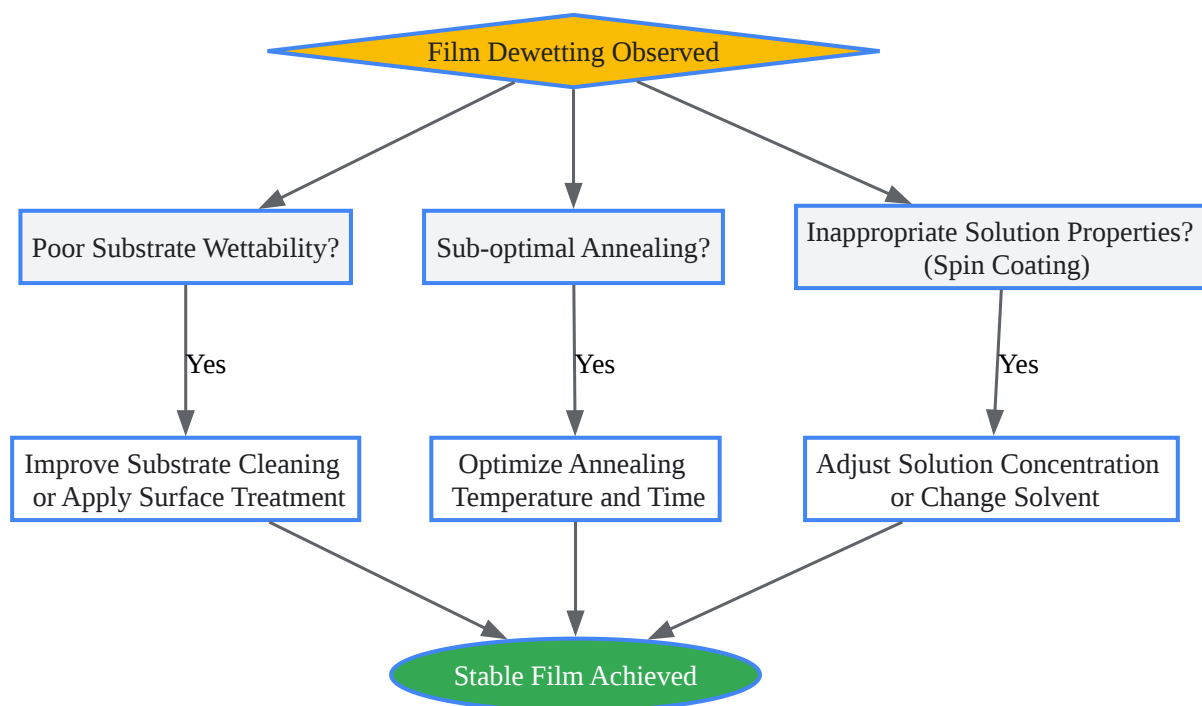 Film Dewetting Observed
Poor Substrate Wettability?
Sub-optimal Annealing?
Inappropriate Solution Properties?
(Spin Coating)
Yes
Yes
Yes
Improve Substrate Cleaning
or Apply Surface Treatment
Optimize Annealing
Temperature and Time
Adjust Solution Concentration
or Change Solvent
Stable Film Achieved